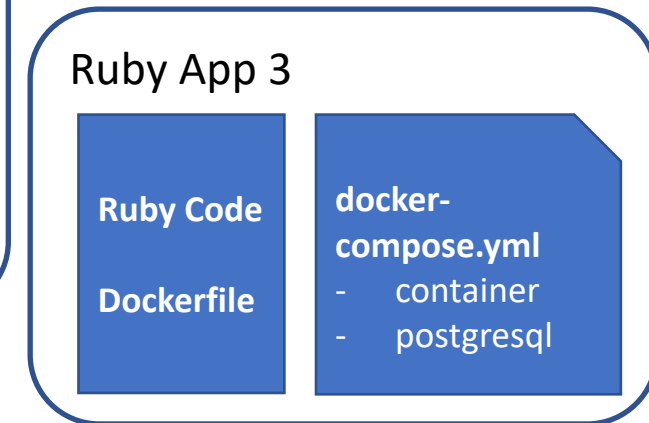 Ruby App 3
Ruby Code
Dockerfile
docker-
compose.yml
- container
- postgresql